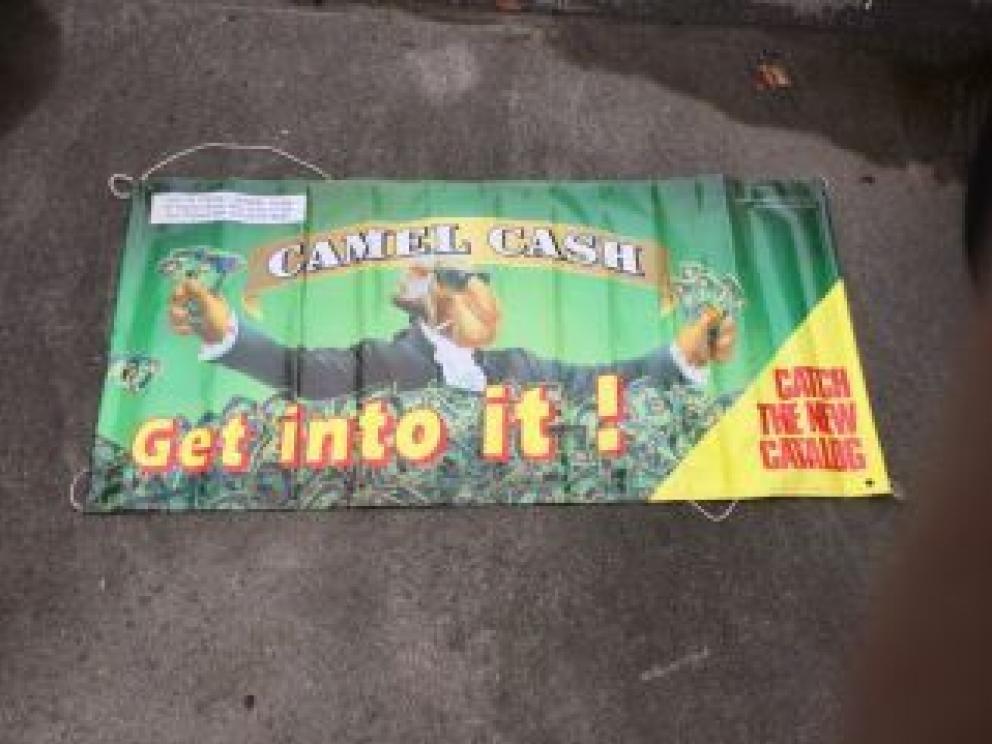 CAMEL CASH
Get into it !
CATCH
THE NEW
CATALOG